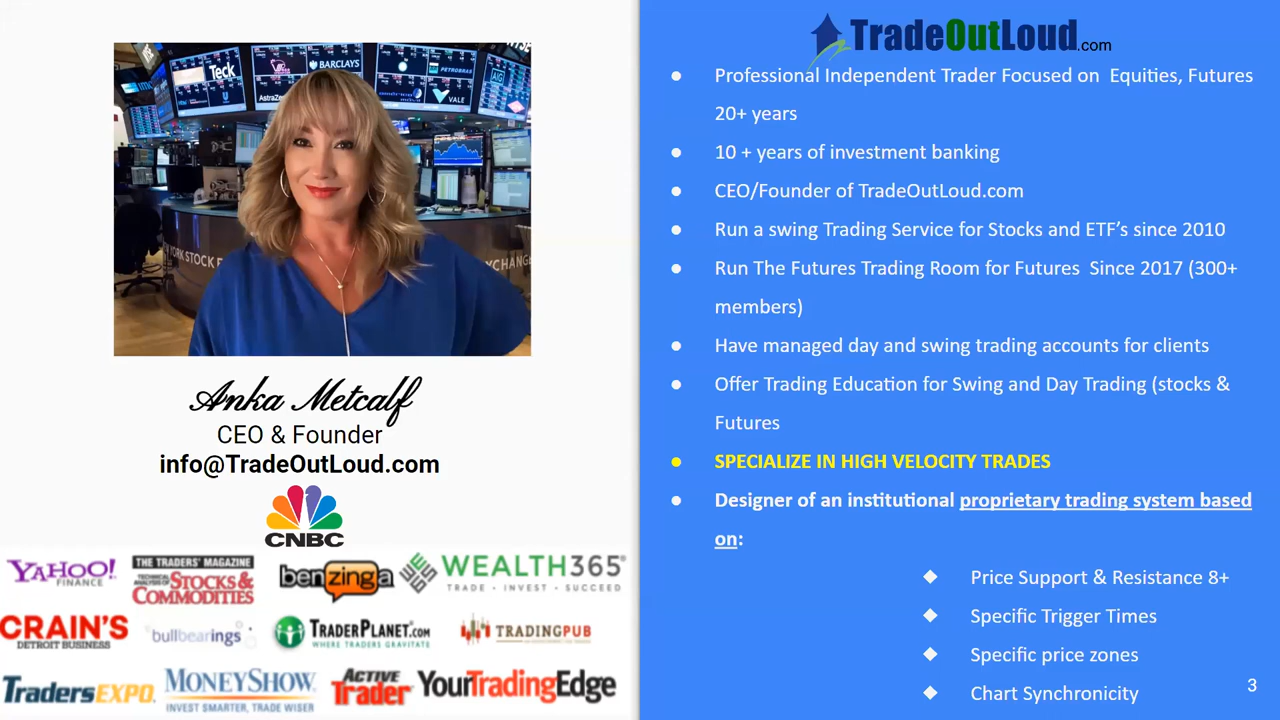 Teck
BARCLAYS
PETROBRAS
AIG
AstraZe
VALE
YORK STOCK
EXCHANGE
Anka Metcalf
CEO & Founder
info@TradeOutLoud.com
CNBC
YAHOO!
FINANCE
THE TRADERS' MAGAZINE
TECHNICAL ANALYSIS OF
STOCKS &
COMMODITIES
benzinga
WEALTH365
TRADE • INVEST • SUCCEED
CRAIN'S
DETROIT BUSINESS
bullbearings
TRADERPLANET.COM
WHERE TRADERS GRAVITATE
TRADINGPUB
TradersEXPO.
MONEYSHOW
INVEST SMARTER, TRADE WISER
ACTIVE
Trader
YourTradingEdge
TradeOutLoud.com
● Professional Independent Trader Focused on Equities, Futures
20+ years
● 10 + years of investment banking
● CEO/Founder of TradeOutLoud.com
● Run a swing Trading Service for Stocks and ETF’s since 2010
● Run The Futures Trading Room for Futures Since 2017 (300+
members)
● Have managed day and swing trading accounts for clients
● Offer Trading Education for Swing and Day Trading (stocks &
Futures
● SPECIALIZE IN HIGH VELOCITY TRADES
● Designer of an institutional proprietary trading system based
on:
❖ Price Support & Resistance 8+
❖ Specific Trigger Times
❖ Specific price zones
❖ Chart Synchronicity
3